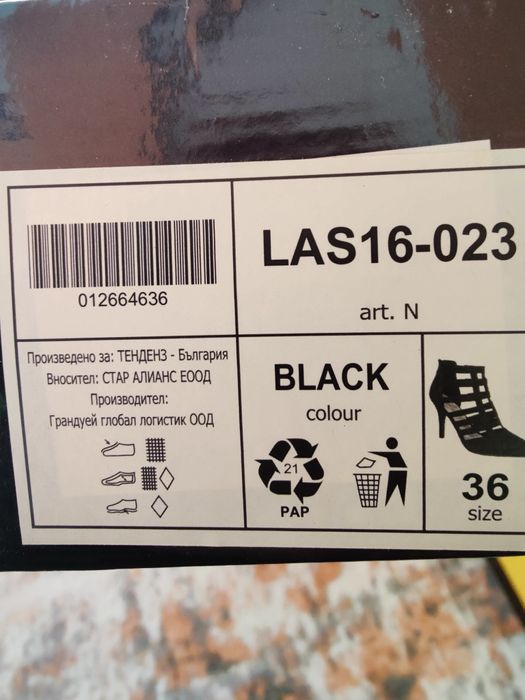 012664636
LAS16-023
art. N
Произведено за: ТЕНДЕНЗ - България
Вносител: СТАР АЛИАНС ЕООД
Производител:
Грандуей глобал логистик ООД
BLACK
colour
21
PAP
36
size